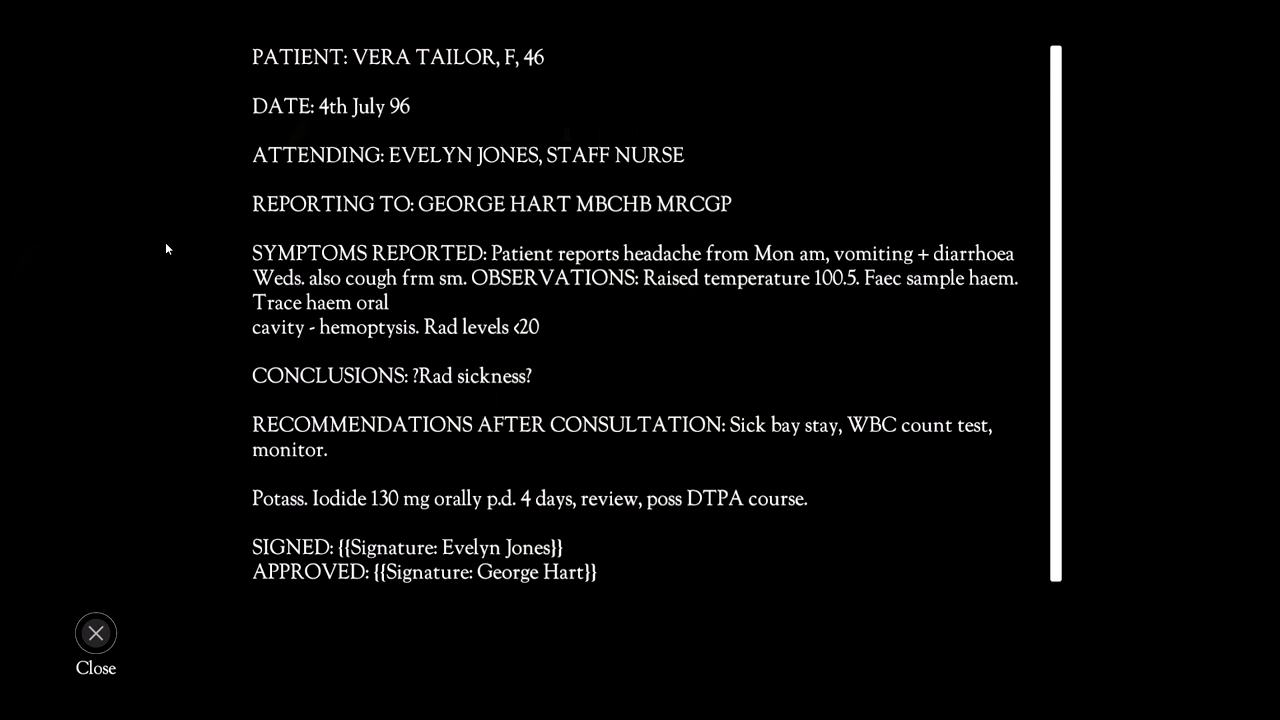 PATIENT: VERA TAILOR, F, 46
DATE: 4th July 96
ATTENDING: EVELYN JONES, STAFF NURSE
REPORTING TO: GEORGE HART MBCHB MRCGP
SYMPTOMS REPORTED: Patient reports headache from Mon am, vomiting + diarrhoea
Weds. also cough frm sm. OBSERVATIONS: Raised temperature 100.5. Faec sample haem.
Trace haem oral
cavity - hemoptysis. Rad levels <20
CONCLUSIONS: ?Rad sickness?
RECOMMENDATIONS AFTER CONSULTATION: Sick bay stay, WBC count test,
monitor.
Potass. Iodide 130 mg orally p.d. 4 days, review, poss DTPA course.
SIGNED: {{Signature: Evelyn Jones}}
APPROVED: {{Signature: George Hart}}
Close